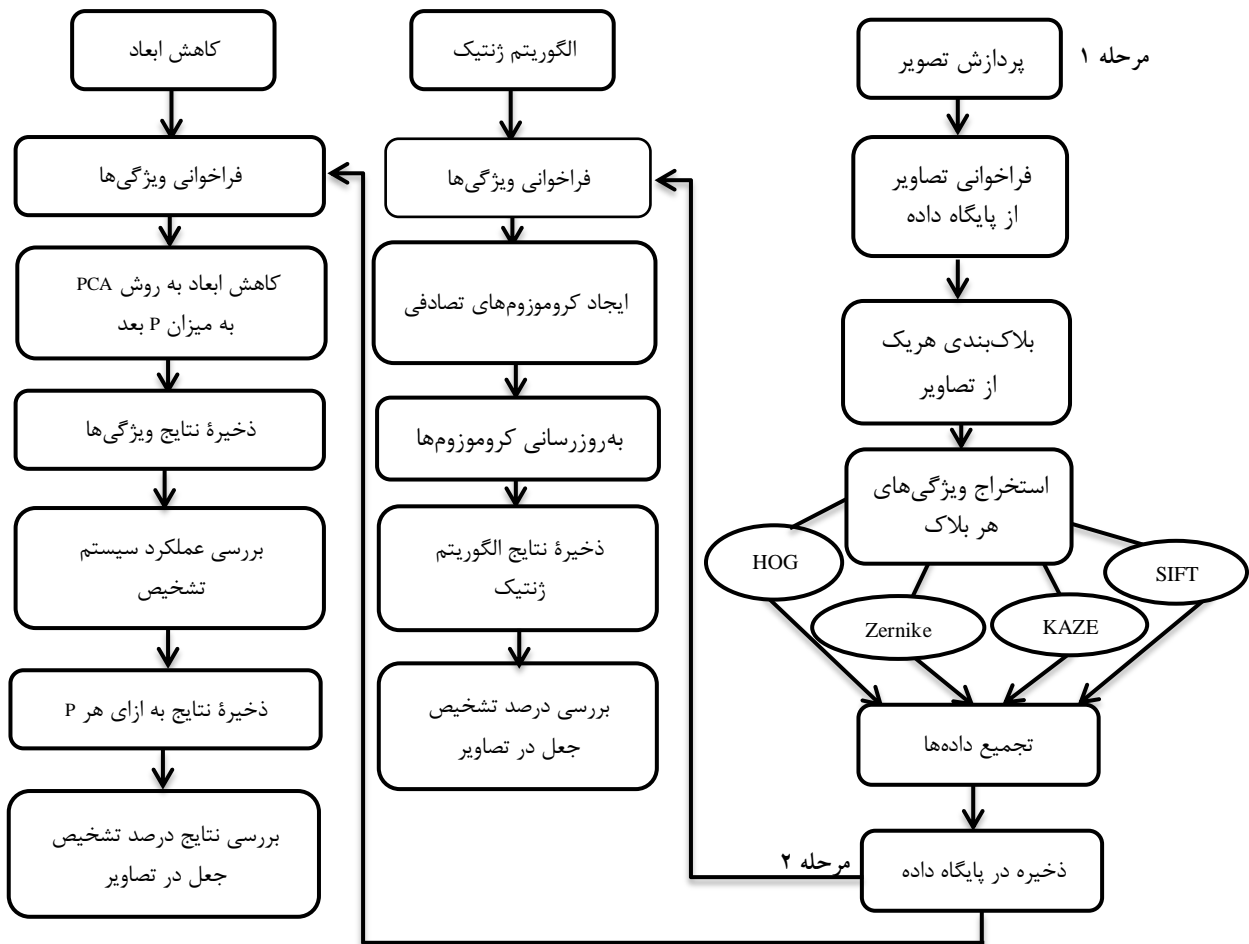 مرحله ۱
پردازش تصویر
فراخوانی تصاویر
از پایگاه داده
بلاک‌بندی هریک
از تصاویر
استخراج ویژگی‌های
هر بلاک
SIFT
KAZE
Zernike
HOG
تجمیع داده‌ها
ذخیره در پایگاه داده
مرحله ۲
الگوریتم ژنتیک
فراخوانی ویژگی‌ها
ایجاد کروموزوم‌های تصادفی
به‌روزرسانی کروموزوم‌ها
ذخیرۀ نتایج الگوریتم
ژنتیک
بررسی درصد تشخیص
جعل در تصاویر
کاهش ابعاد
فراخوانی ویژگی‌ها
کاهش ابعاد به روش PCA
به میزان P بعد
ذخیرۀ نتایج ویژگی‌ها
بررسی عملکرد سیستم
تشخیص
ذخیرۀ نتایج به ازای هر P
بررسی نتایج درصد تشخیص
جعل در تصاویر